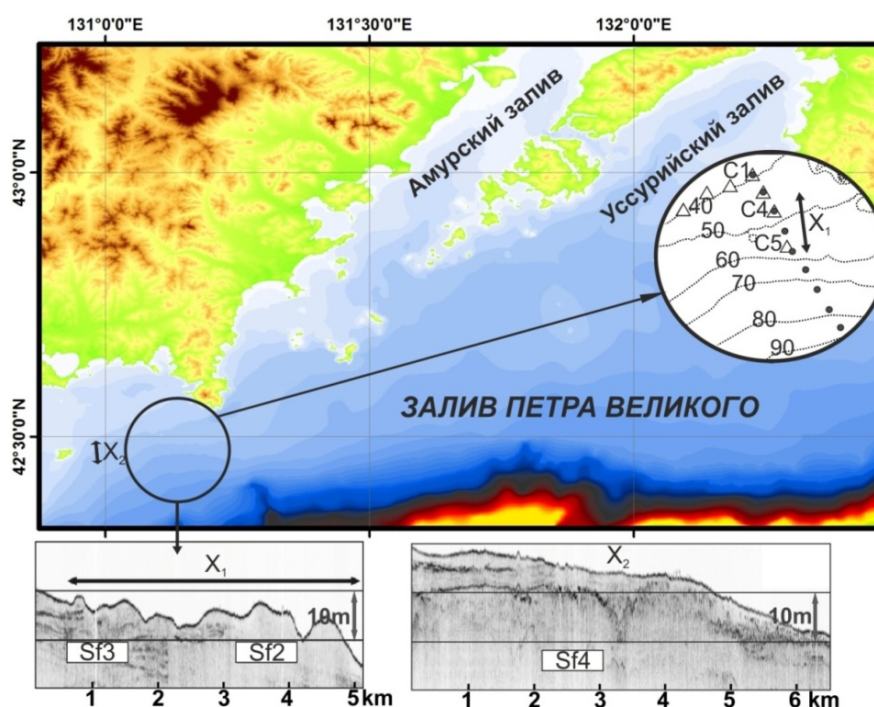 131°0'0"E 131°30'0"E 132°0'0"E
43°0'0"N
42°30'0"N
Амурский залив
Уссурийский залив
C1
40
C4
X₁
50
C5
60
70
80
90
ЗАЛИВ ПЕТРА ВЕЛИКОГО
X₂
X₁
10m
Sf3 Sf2
1 2 3 4 5 km
X₂
10m
Sf4
1 2 3 4 5 6 km